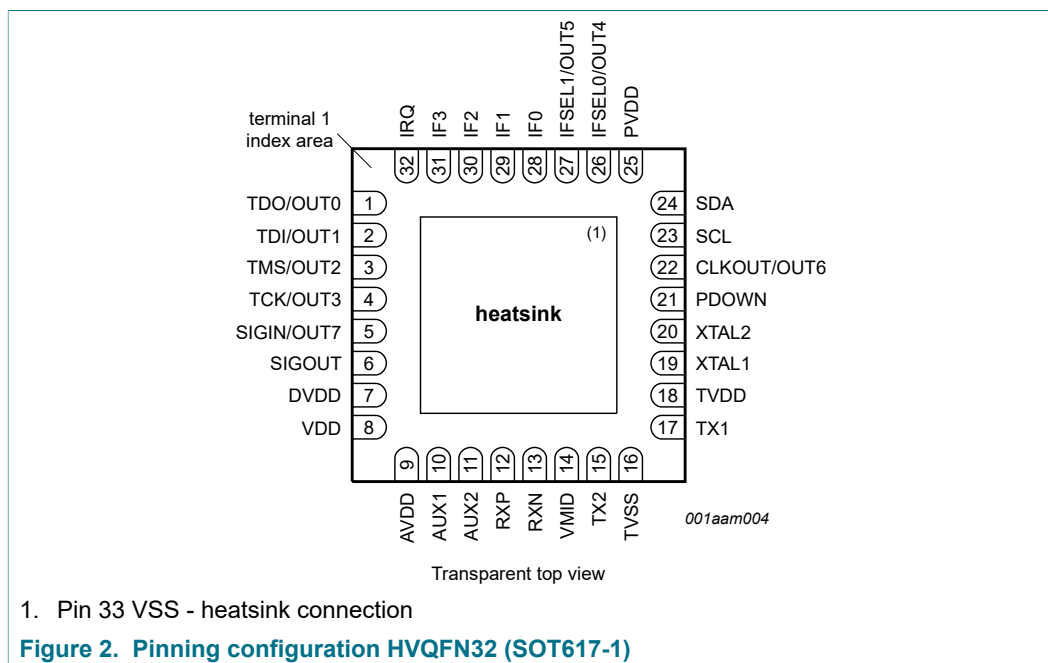 terminal 1
index area
IRQ
IF3
IF2
IF1
IF0
IFSEL1/OUT5
IFSEL0/OUT4
PVDD
32
31
30
29
28
27
26
25
TDO/OUT0 1
TDI/OUT1 2
TMS/OUT2 3
TCK/OUT3 4
SIGIN/OUT7 5
SIGOUT 6
DVDD 7
VDD 8
(1)
heatsink
24 SDA
23 SCL
22 CLKOUT/OUT6
21 PDOWN
20 XTAL2
19 XTAL1
18 TVDD
17 TX1
9
10
11
12
13
14
15
16
AVDD
AUX1
AUX2
RXP
RXN
VMID
TX2
TVSS
001aam004
Transparent top view
1. Pin 33 VSS - heatsink connection
Figure 2. Pinning configuration HVQFN32 (SOT617-1)